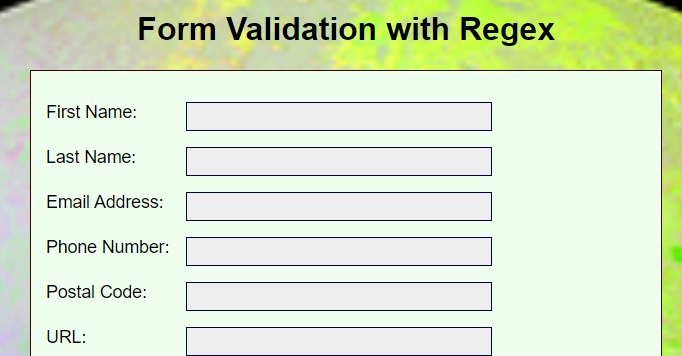 Form Validation with Regex
First Name:
Last Name:
Email Address:
Phone Number:
Postal Code:
URL: